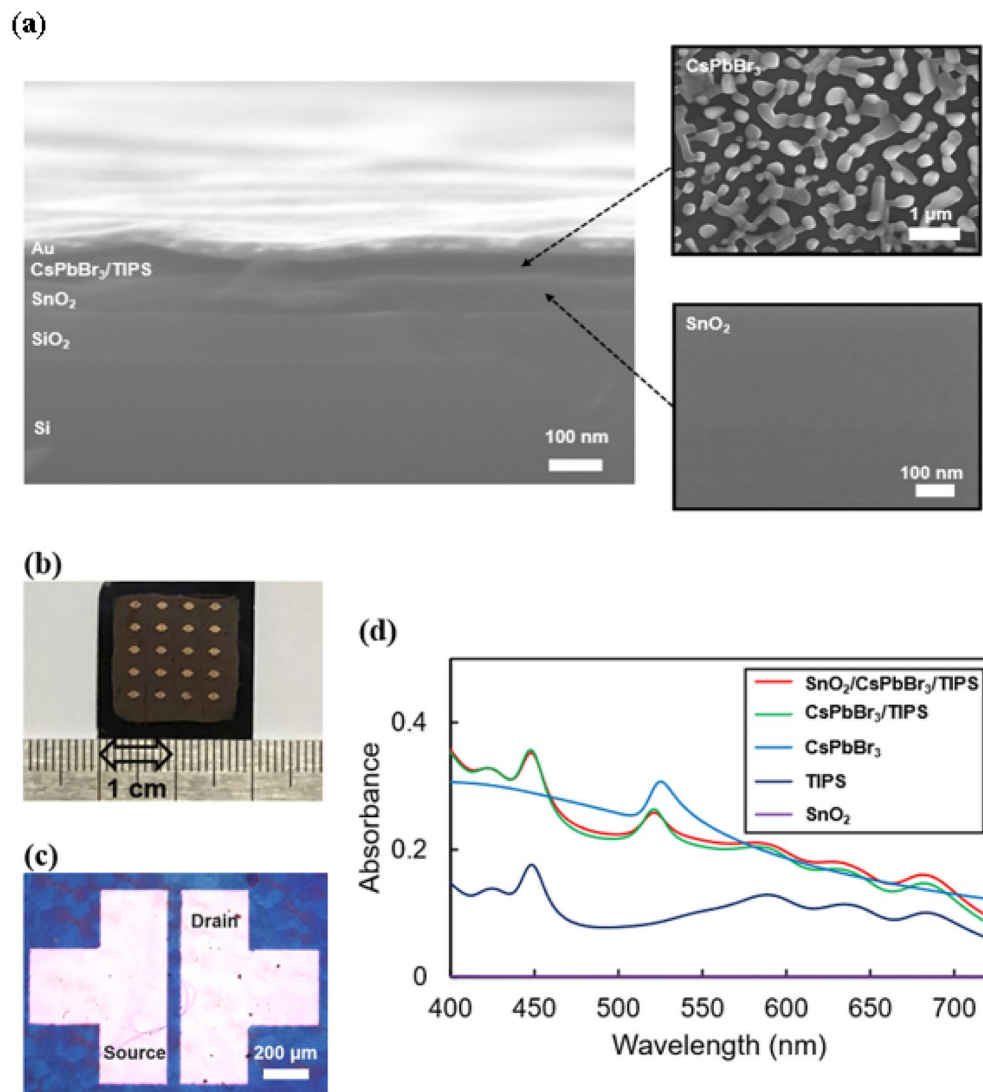 (a)
Au
CsPbBr₃/TIPS
SnO₂
SiO₂
Si
100 nm
CsPbBr₃
1 µm
SnO₂
100 nm
(b)
1 cm
(c)
Drain
Source
200 µm
(d)
SnO₂/CsPbBr₃/TIPS
CsPbBr₃/TIPS
CsPbBr₃
TIPS
SnO₂
Absorbance
0.4
0.2
0
400 450 500 550 600 650 700
Wavelength (nm)